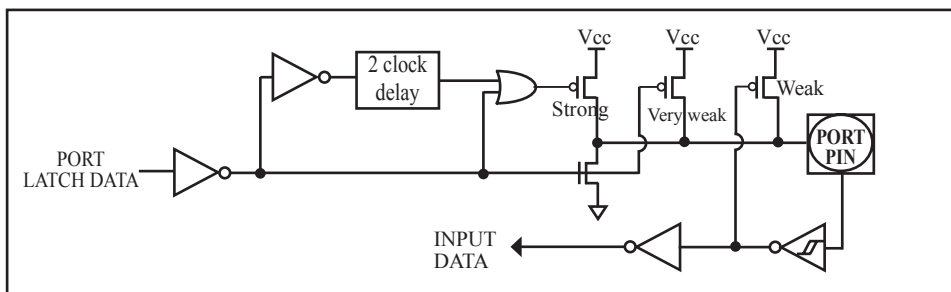 Vcc
Vcc
Vcc
2 clock
delay
Strong
Very weak
Weak
PORT
PIN
PORT
LATCH DATA
INPUT
DATA